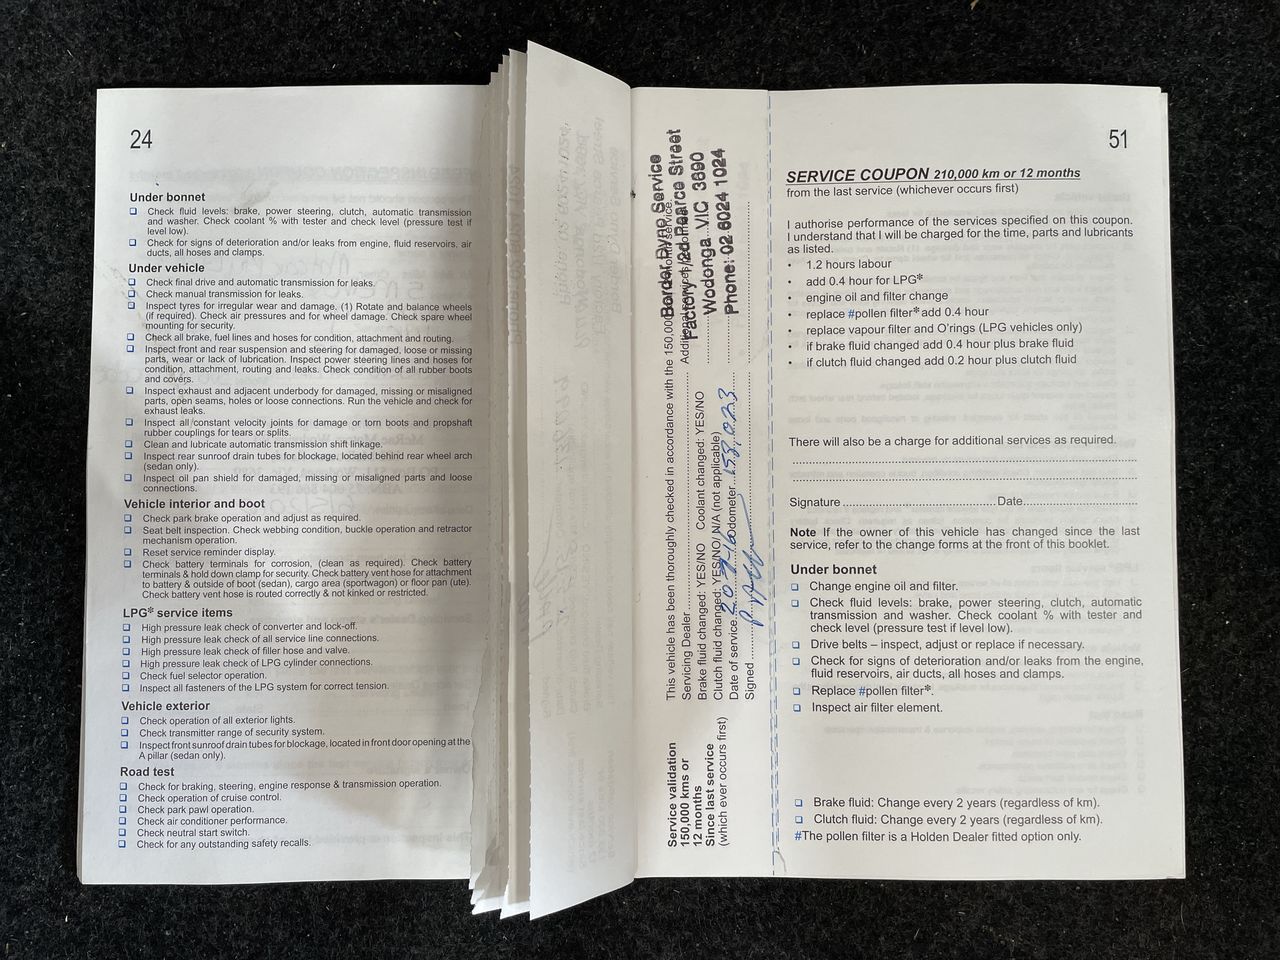 24
Under bonnet
Check fluid levels: brake, power steering, clutch, automatic transmission
and washer. Check coolant % with tester and check level (pressure test if
level low).
Check for signs of deterioration and/or leaks from engine, fluid reservoirs, air
ducts, all hoses and clamps.
Under vehicle
Check final drive and automatic transmission for leaks.
Check manual transmission for leaks.
Inspect tyres for irregular wear and damage. (1) Rotate and balance wheels
(if required). Check air pressures and for wheel damage. Check spare wheel
mounting for security.
Check all brake, fuel lines and hoses for condition, attachment and routing.
Inspect front and rear suspension and steering for damaged, loose or missing
parts, wear or lack of lubrication. Inspect power steering lines and hoses for
condition, attachment, routing and leaks. Check condition of all rubber boots
and covers.
Inspect exhaust and adjacent underbody for damaged, missing or misaligned
parts, open seams, holes or loose connections. Run the vehicle and check for
exhaust leaks.
Inspect all constant velocity joints for damage or torn boots and propshaft
rubber couplings for tears or splits.
Clean and lubricate automatic transmission shift linkage.
Inspect rear sunroof drain tubes for blockage, located behind rear wheel arch
(sedan only).
Inspect oil pan shield for damaged, missing or misaligned parts and loose
connections.
Vehicle interior and boot
Check park brake operation and adjust as required.
Seat belt inspection. Check webbing condition, buckle operation and retractor
mechanism operation.
Reset service reminder display.
Check battery terminals for corrosion, (clean as required). Check battery
terminals & hold down clamp for security. Check battery vent hose for attachment
to battery & outside of boot (sedan), cargo area (sportwagon) or floor pan (ute).
Check battery vent hose is routed correctly & not kinked or restricted.
LPG* service items
High pressure leak check of converter and lock-off.
High pressure leak check of all service line connections.
High pressure leak check of filler hose and valve.
High pressure leak check of LPG cylinder connections.
Check fuel selector operation.
Inspect all fasteners of the LPG system for correct tension.
Vehicle exterior
Check operation of all exterior lights.
Check transmitter range of security system.
Inspect front sunroof drain tubes for blockage, located in front door opening at the
A pillar (sedan only).
Road test
Check for braking, steering, engine response & transmission operation.
Check operation of cruise control.
Check park pawl operation.
Check air conditioner performance.
Check neutral start switch.
Check for any outstanding safety recalls.
Service validation
150,000 kms or
12 months
Since last service
(which ever occurs first)
This vehicle has been thoroughly checked in accordance with the 150,000 service.
Servicing Dealer
Brake fluid changed: YES/NO Coolant changed: YES/NO
Clutch fluid changed: YES/NO/ N/A (not applicable)
Date of service Odometer 153,023
Signed
Border Dyno Service
Factory 1/2d Pearce Street
Wodonga VIC 3690
Phone: 02 6024 1024
51
SERVICE COUPON 210,000 km or 12 months
from the last service (whichever occurs first)
I authorise performance of the services specified on this coupon.
I understand that I will be charged for the time, parts and lubricants
as listed.
• 1.2 hours labour
• add 0.4 hour for LPG*
• engine oil and filter change
• replace #pollen filter* add 0.4 hour
• replace vapour filter and O'rings (LPG vehicles only)
• if brake fluid changed add 0.4 hour plus brake fluid
• if clutch fluid changed add 0.2 hour plus clutch fluid
There will also be a charge for additional services as required.
Signature Date
Note If the owner of this vehicle has changed since the last
service, refer to the change forms at the front of this booklet.
Under bonnet
Change engine oil and filter.
Check fluid levels: brake, power steering, clutch, automatic
transmission and washer. Check coolant % with tester and
check level (pressure test if level low).
Drive belts – inspect, adjust or replace if necessary.
Check for signs of deterioration and/or leaks from the engine,
fluid reservoirs, air ducts, all hoses and clamps.
Replace #pollen filter*.
Inspect air filter element.
Brake fluid: Change every 2 years (regardless of km).
Clutch fluid: Change every 2 years (regardless of km).
#The pollen filter is a Holden Dealer fitted option only.